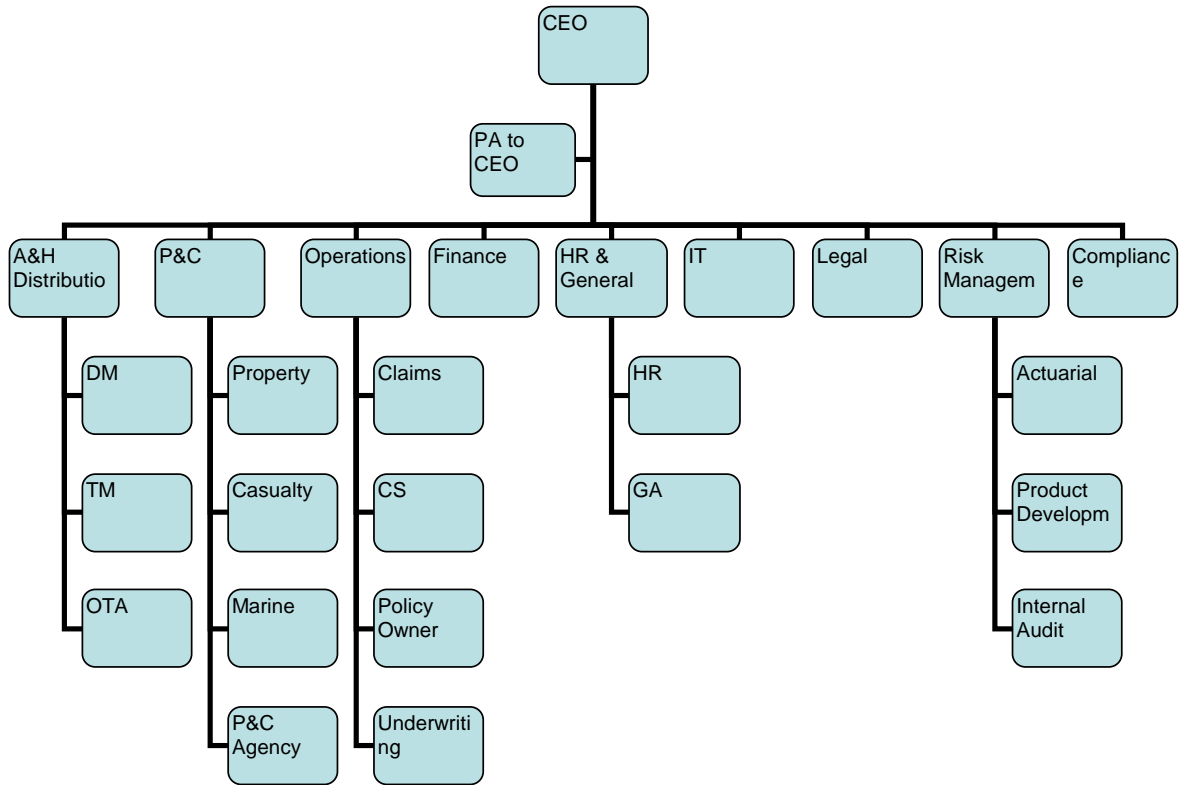 CEO
PA to
CEO
A&H
Distributio
P&C
Operations
Finance
HR &
General
IT
Legal
Risk
Managem
Complianc
e
DM
Property
Claims
HR
Actuarial
TM
Casualty
CS
GA
Product
Developm
OTA
Marine
Policy
Owner
Internal
Audit
P&C
Agency
Underwriti
ng